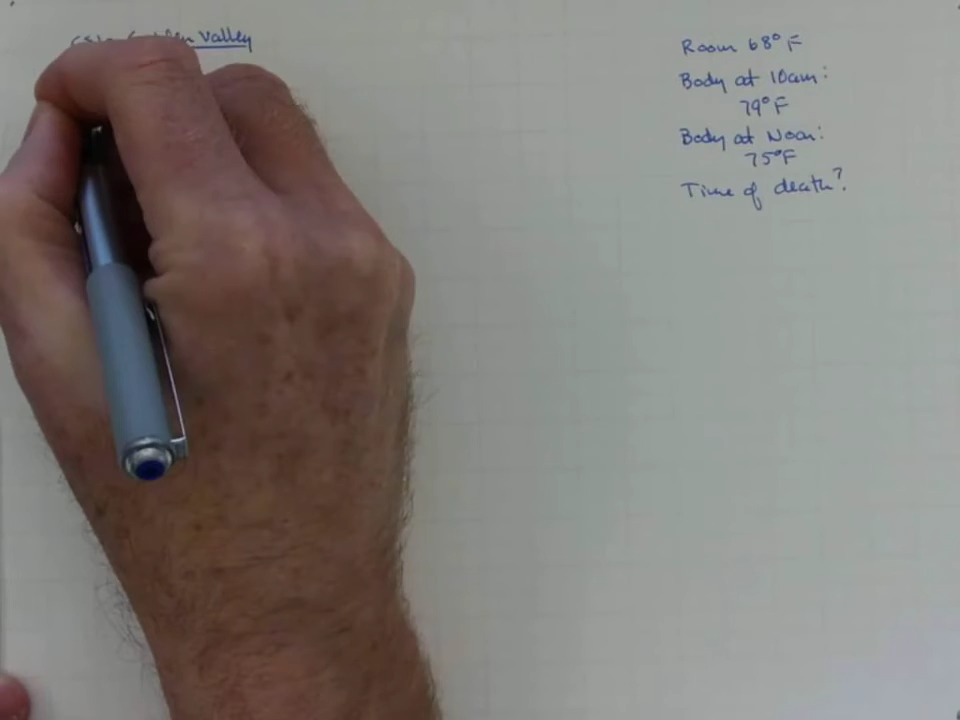 Valley
Room 68°F
Body at 10am:
79°F
Body at Noon:
75°F
Time of death?